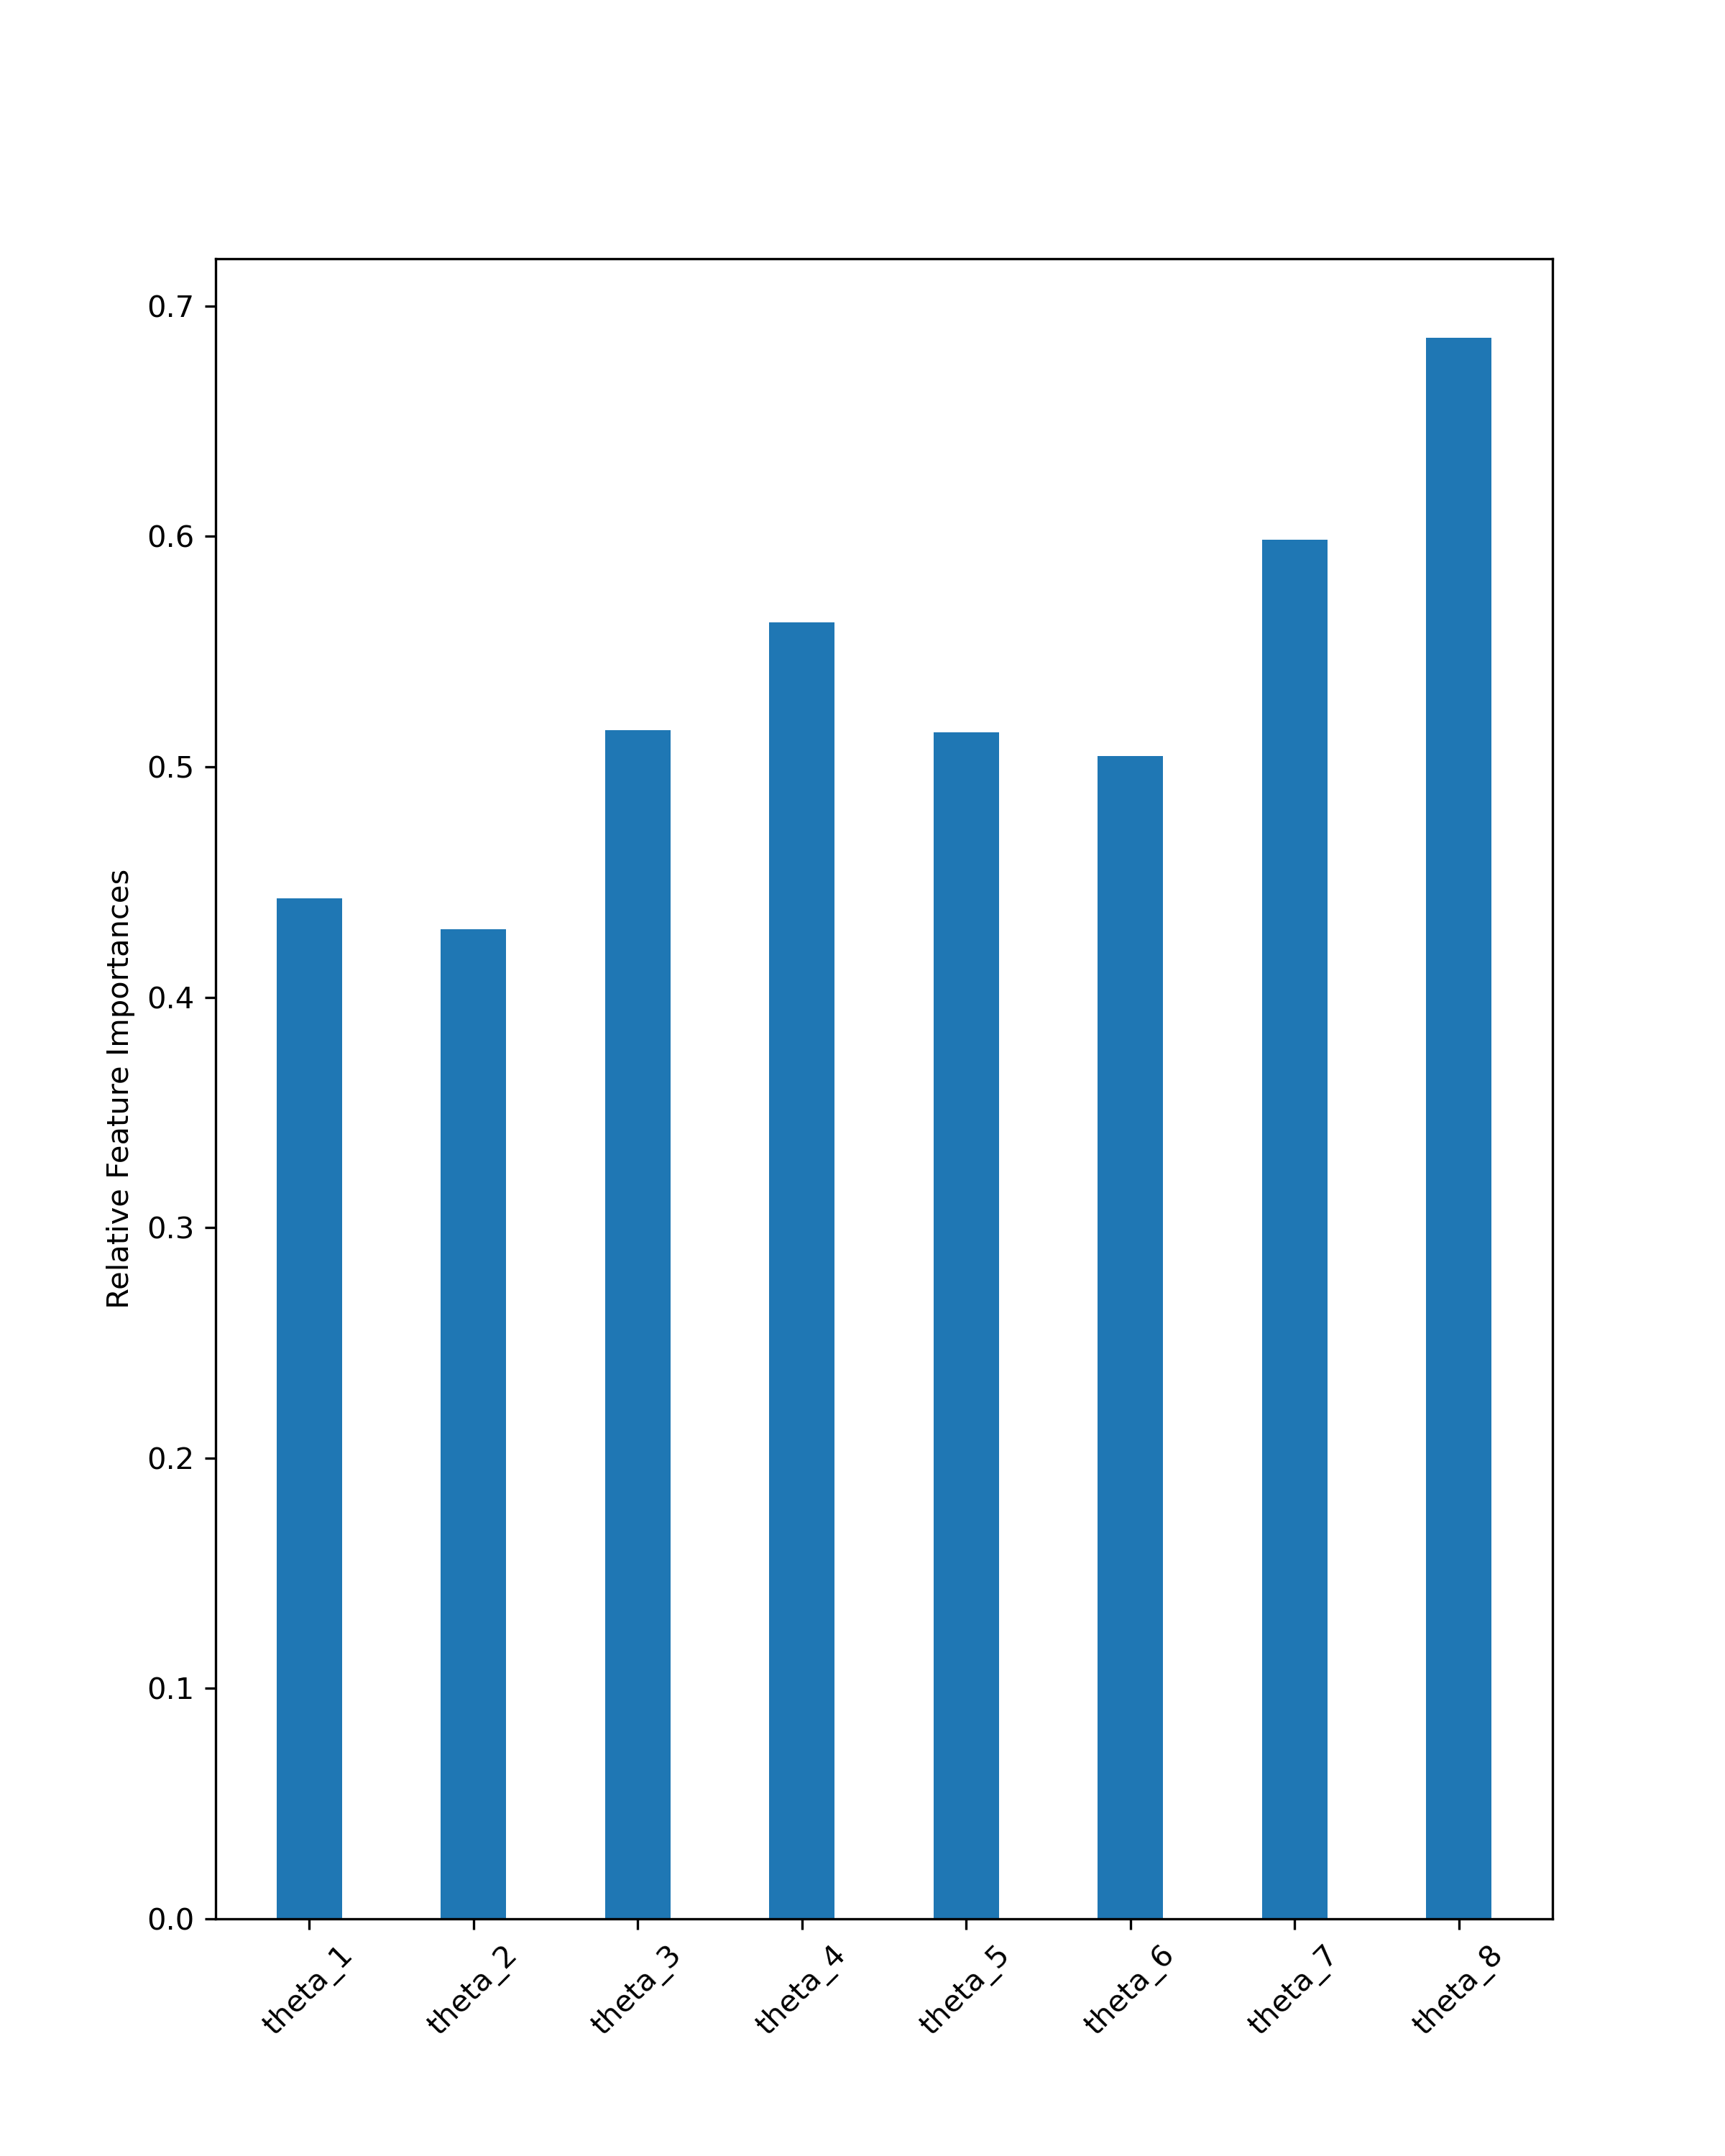 Relative Feature Importances
0.7
0.6
0.5
0.4
0.3
0.2
0.1
0.0
theta_1
theta_2
theta_3
theta_4
theta_5
theta_6
theta_7
theta_8